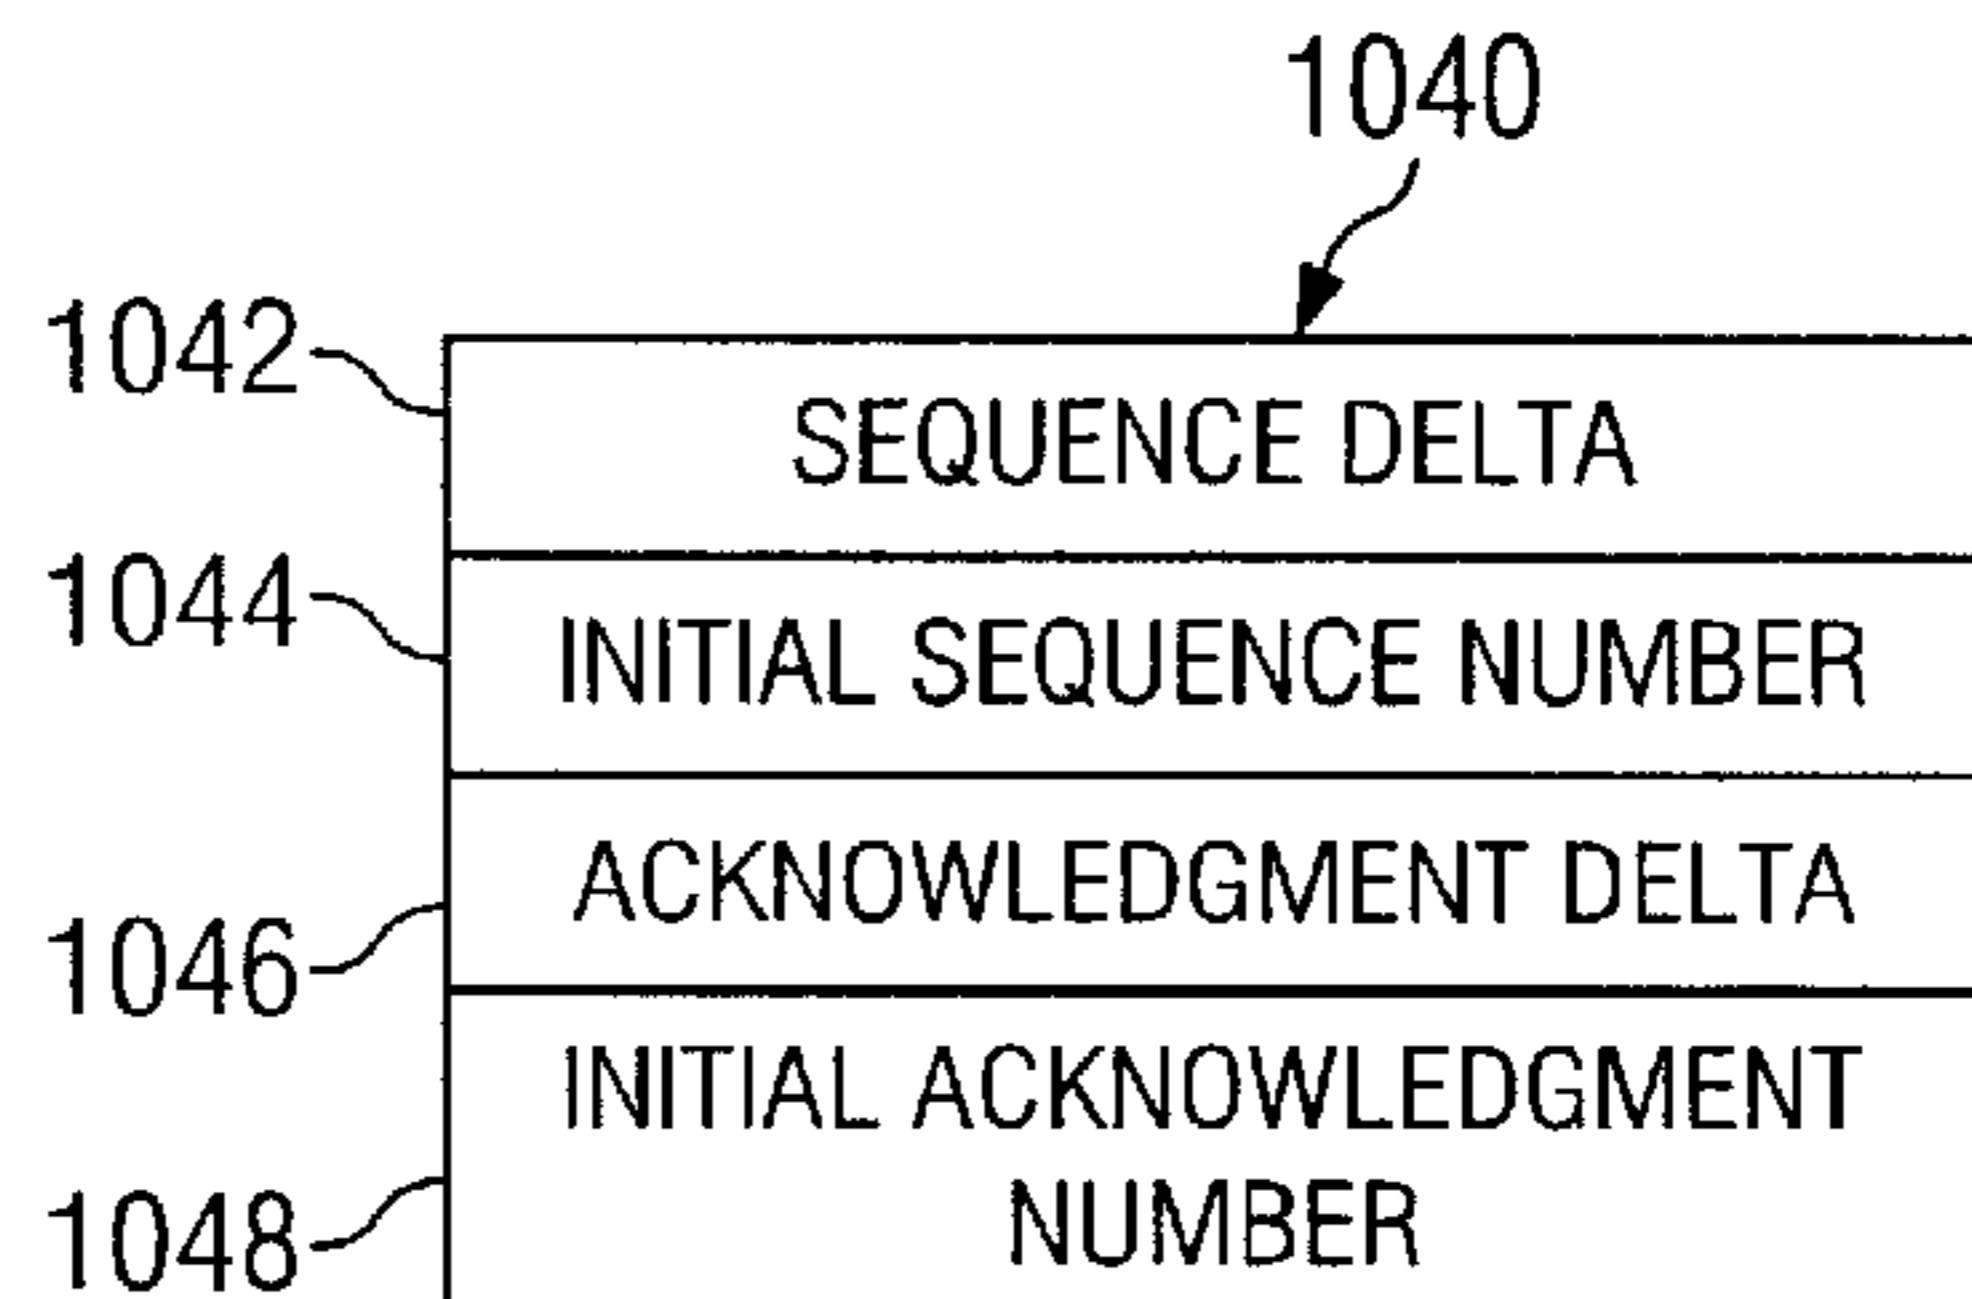 1040
1042
SEQUENCE DELTA
1044
INITIAL SEQUENCE NUMBER
ACKNOWLEDGMENT DELTA
1046
INITIAL ACKNOWLEDGMENT
NUMBER
1048